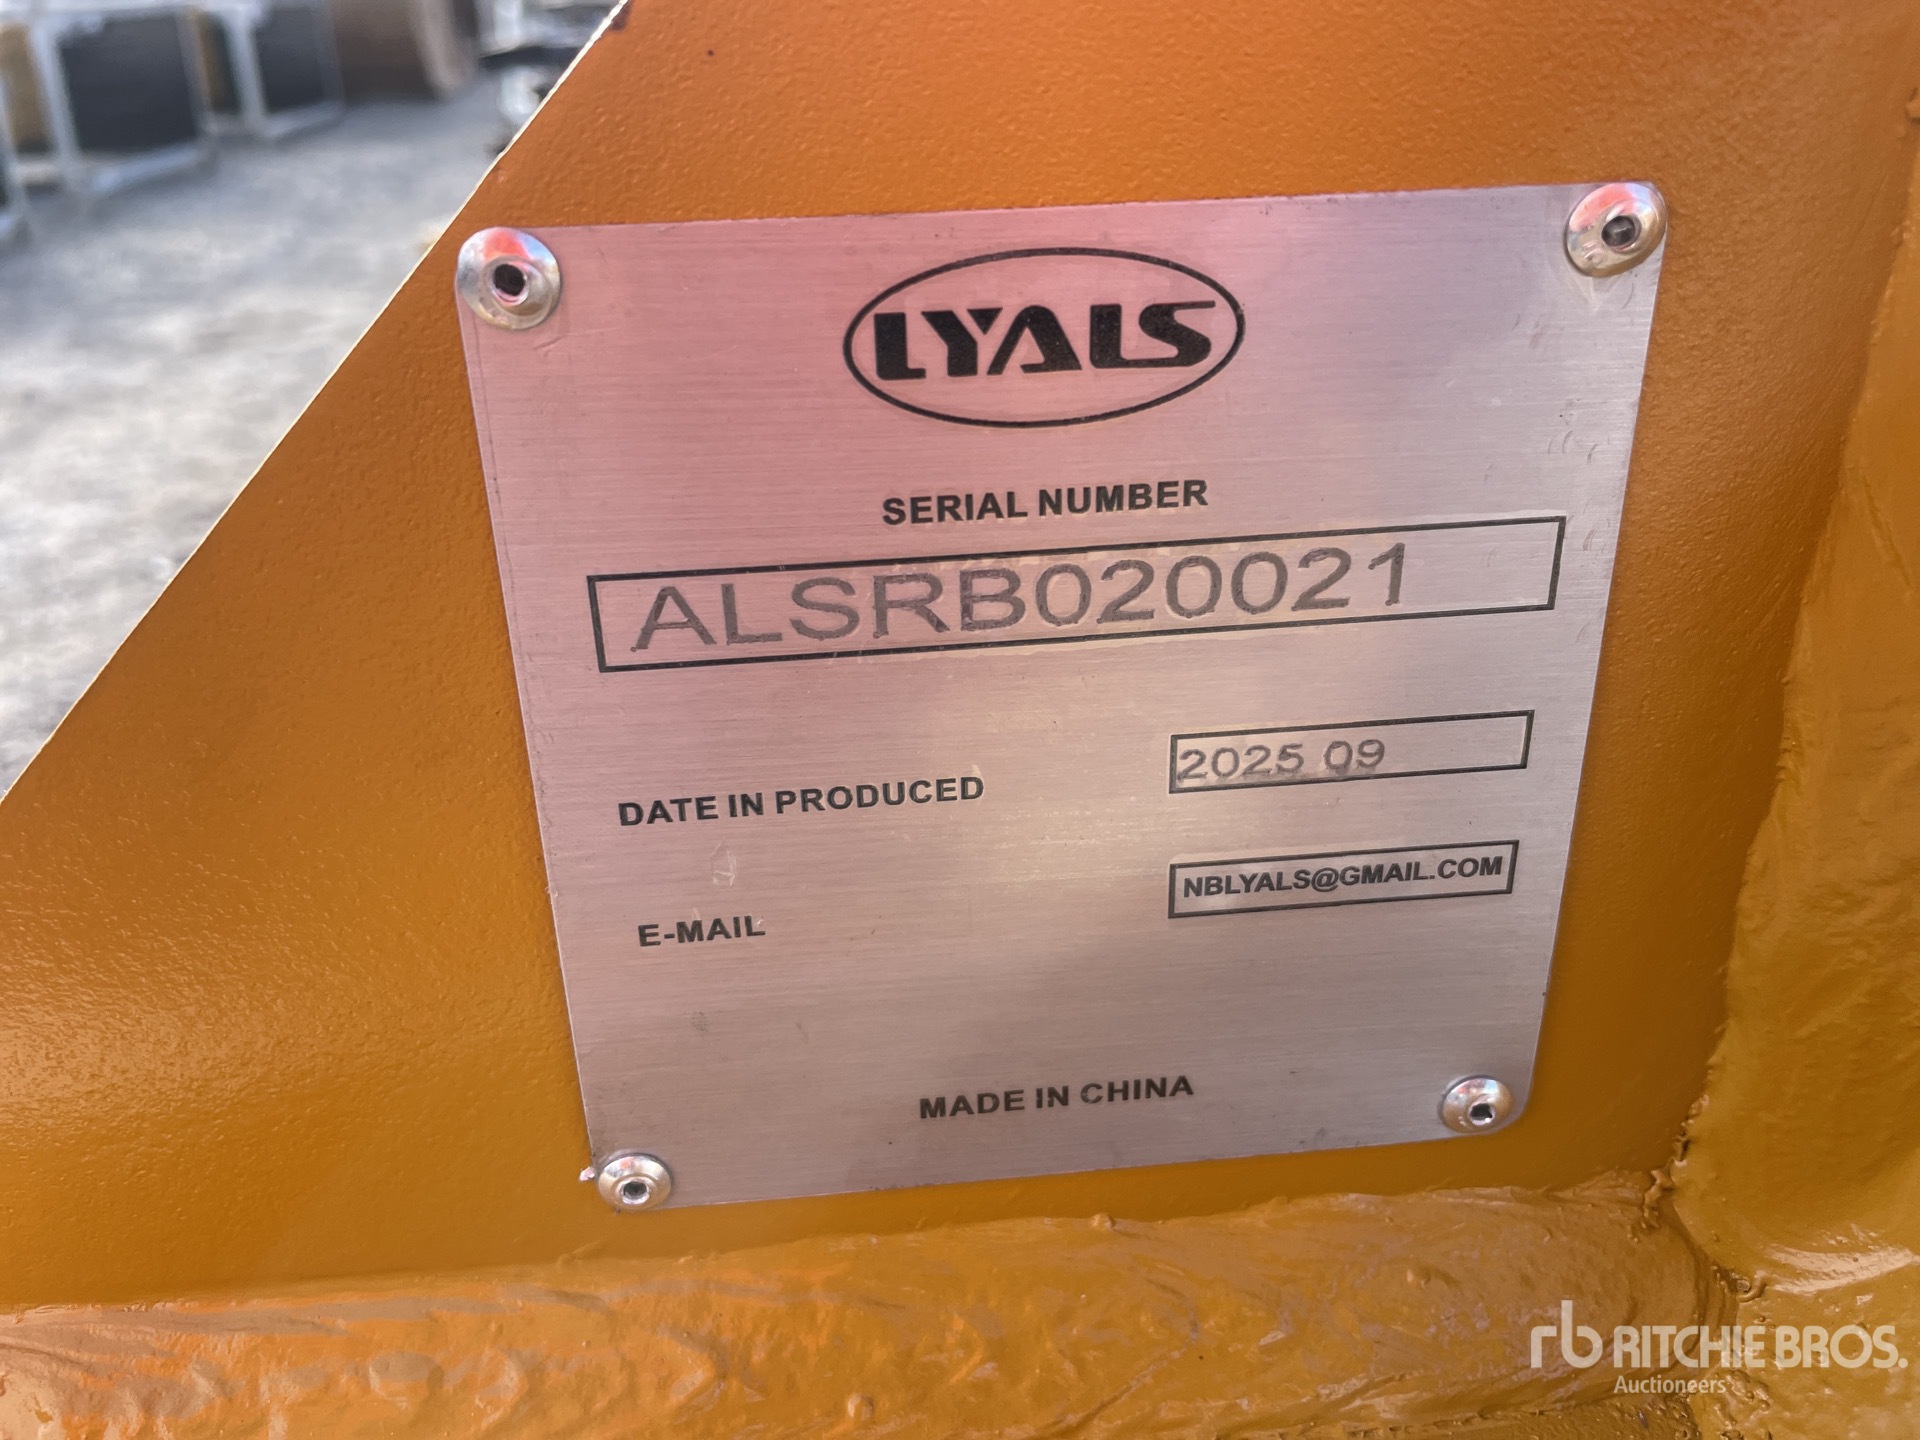 LYALS
SERIAL NUMBER
ALSRB020021
DATE IN PRODUCED
2025 09
E-MAIL
NBLYALS@GMAIL.COM
MADE IN CHINA
rb RITCHIE BROS.
Auctioneers